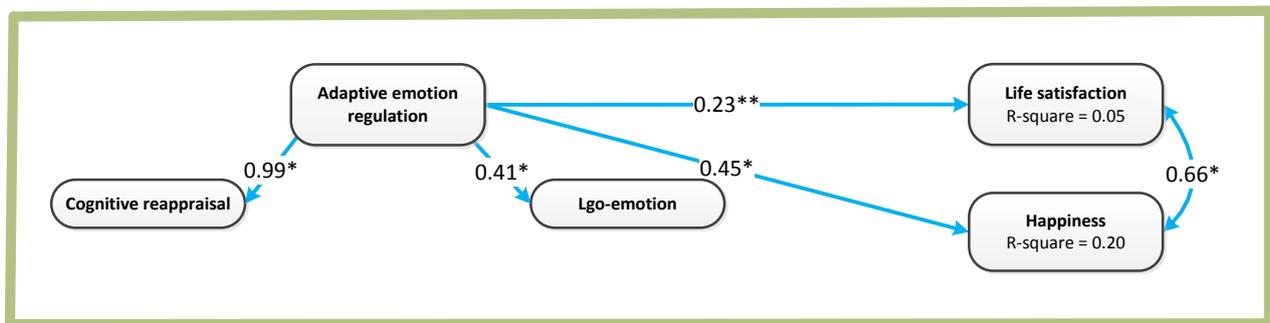 Adaptive emotion
regulation
0.23**
Life satisfaction
R-square = 0.05
0.99*
0.41*
0.45*
0.66*
Cognitive reappraisal
Lgo-emotion
Happiness
R-square = 0.20